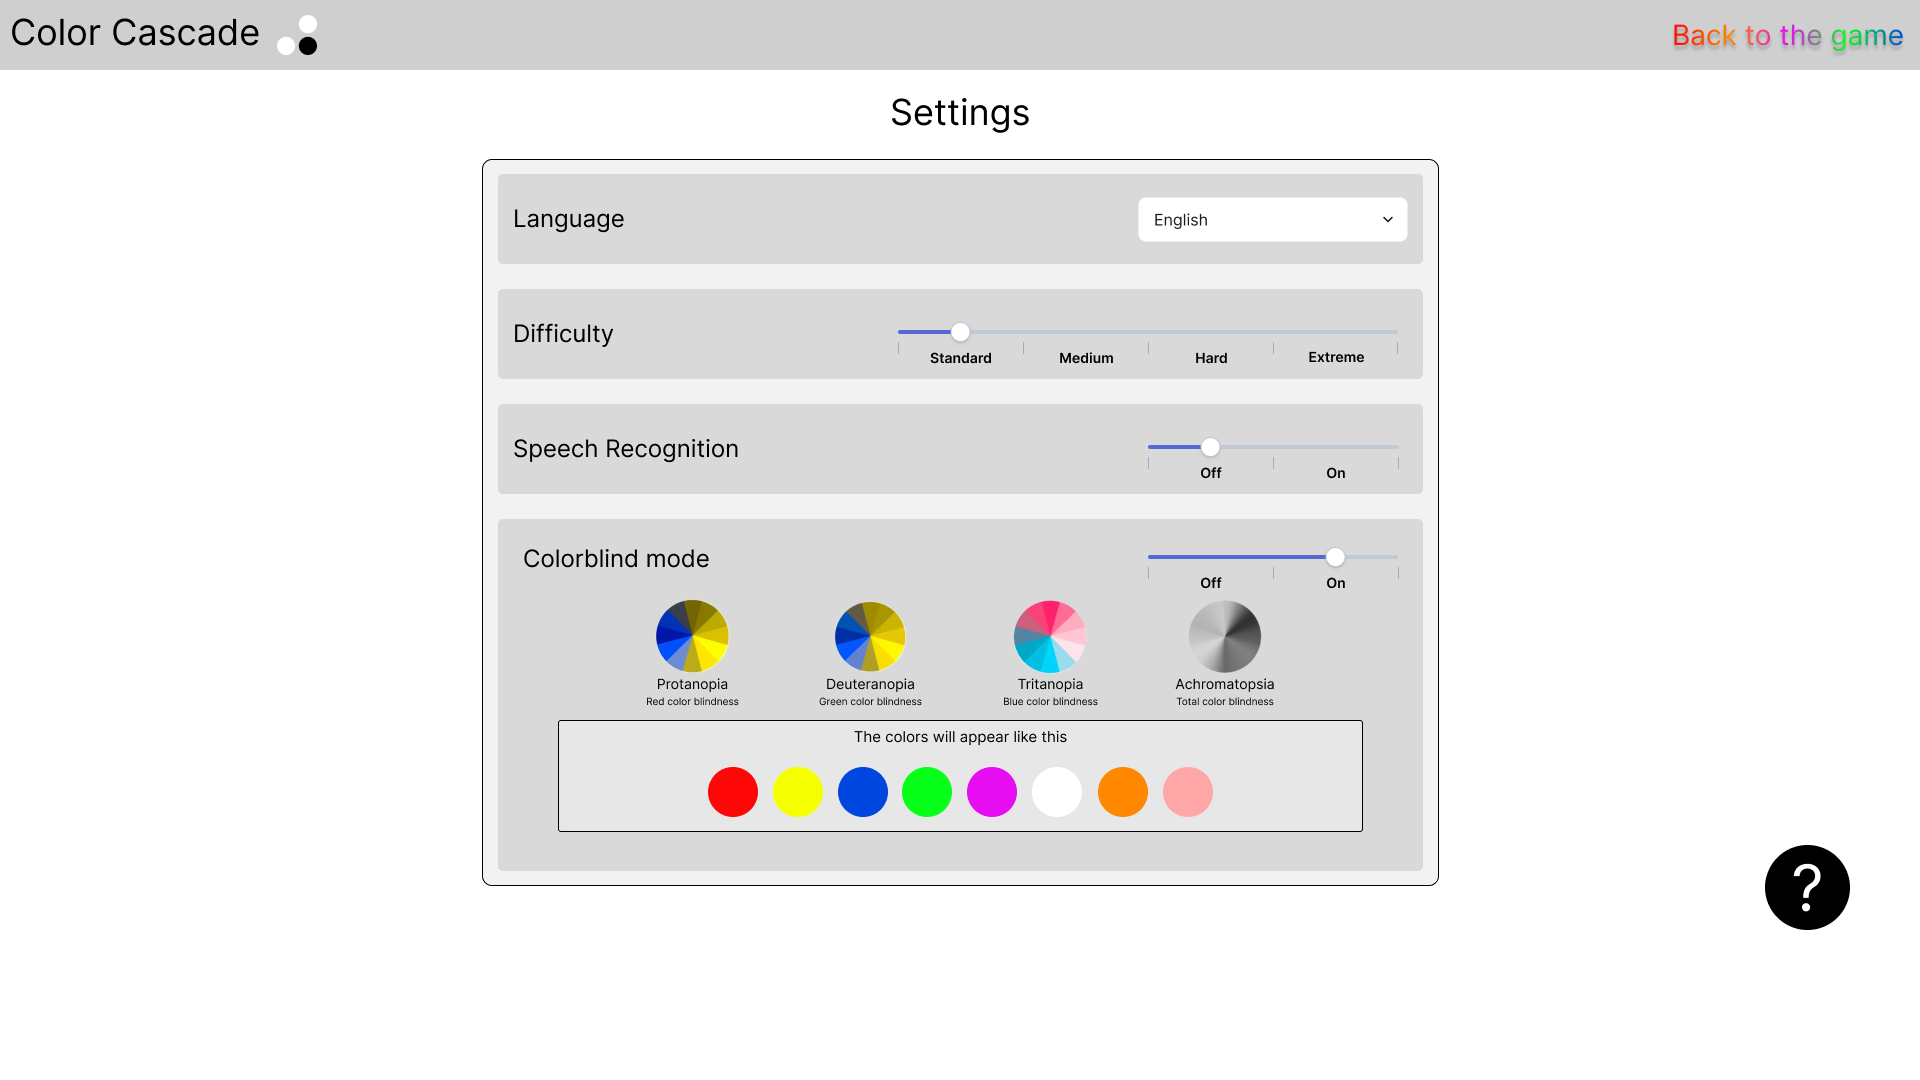 Color Cascade
Back to the game
Settings
Language
English
Difficulty
Standard
Medium
Hard
Extreme
Speech Recognition
Off
On
Colorblind mode
Off
On
Protanopia
Red color blindness
Deuteranopia
Green color blindness
Tritanopia
Blue color blindness
Achromatopsia
Total color blindness
The colors will appear like this
?